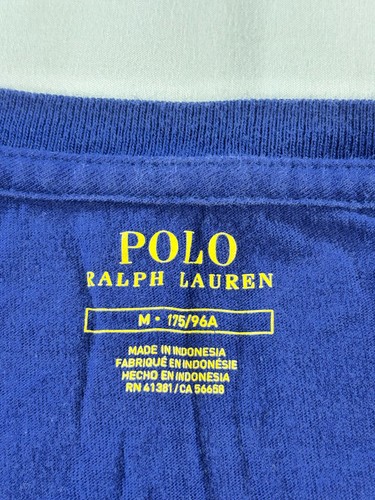 POLO
RALPH LAUREN
M • 175/96A
MADE IN INDONESIA
FABRIQUÉ EN INDONÉSIE
HECHO EN INDONESIA
RN 41381 / CA 56658